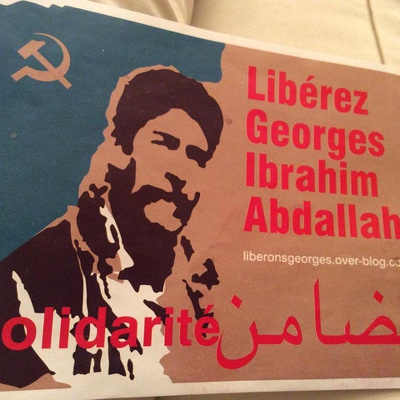 Libérez
Georges
Ibrahim
Abdallah
liberonsgeorges.over-blog.co
olidarité
ضامن